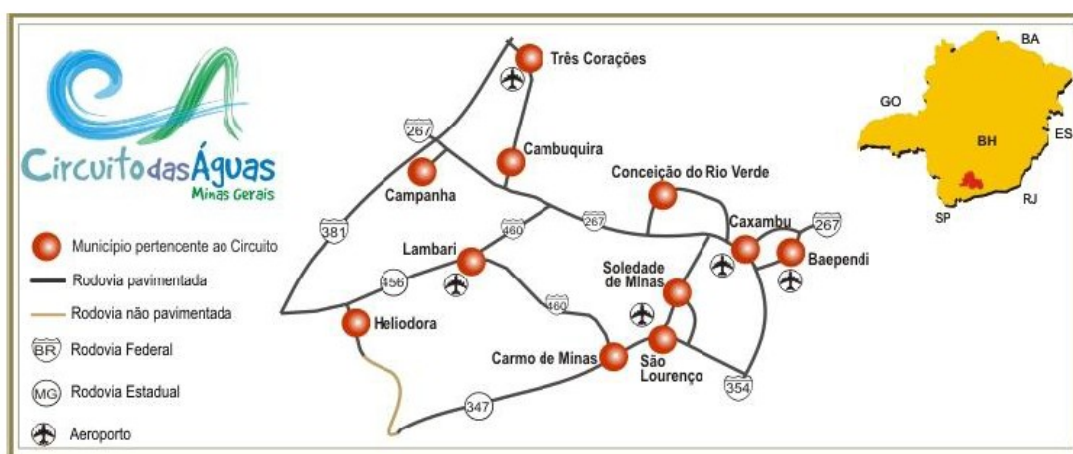 Circuito das Águas
Minas Gerais
Município pertencente ao Circuito
Rodovia pavimentada
Rodovia não pavimentada
BR Rodovia Federal
MG Rodovia Estadual
Aeroporto
Três Corações
267
Cambuquira
Campanha
Conceição do Rio Verde
381
460
267
Caxambu
267
Lambari
Baependi
456
Soledade
de Minas
460
Heliodora
Carmo de Minas
São
Lourenço
354
347
BA
GO
ES
BH
RJ
SP